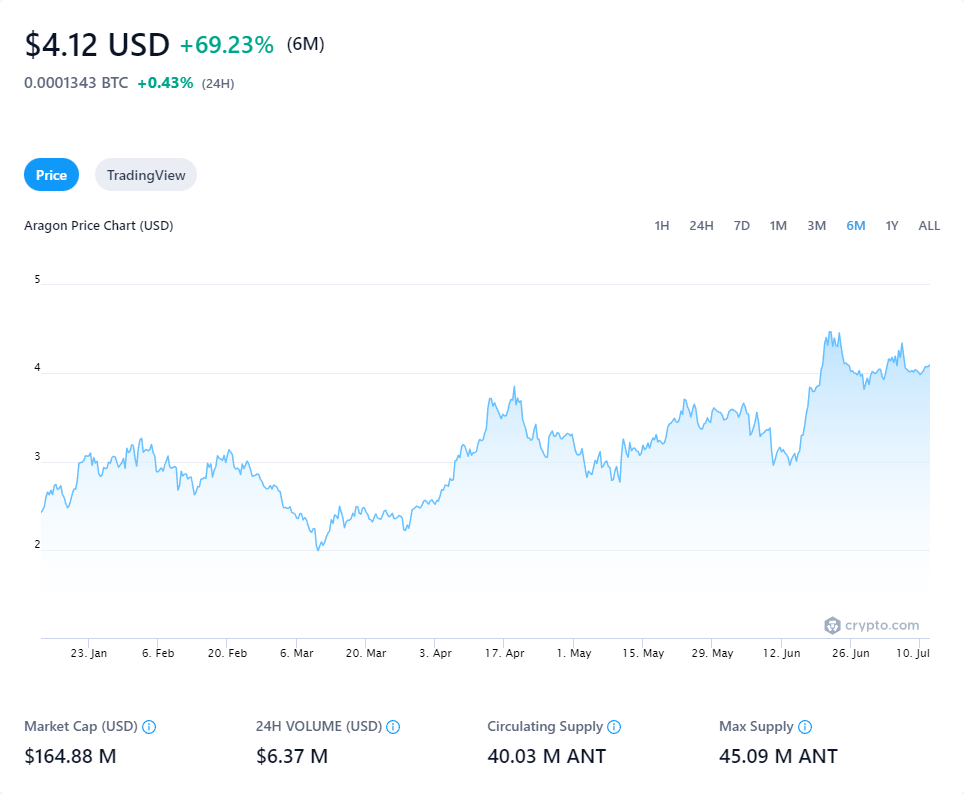 $4.12 USD +69.23% (6M)
0.0001343 BTC +0.43% (24H)
Price TradingView
Aragon Price Chart (USD) 1H 24H 7D 1M 3M 6M 1Y ALL
5
4
3
2
crypto.com
23. Jan 6. Feb 20. Feb 6. Mar 20. Mar 3. Apr 17. Apr 1. May 15. May 29. May 12. Jun 26. Jun 10. Jul
Market Cap (USD) 24H VOLUME (USD) Circulating Supply Max Supply
$164.88 M $6.37 M 40.03 M ANT 45.09 M ANT